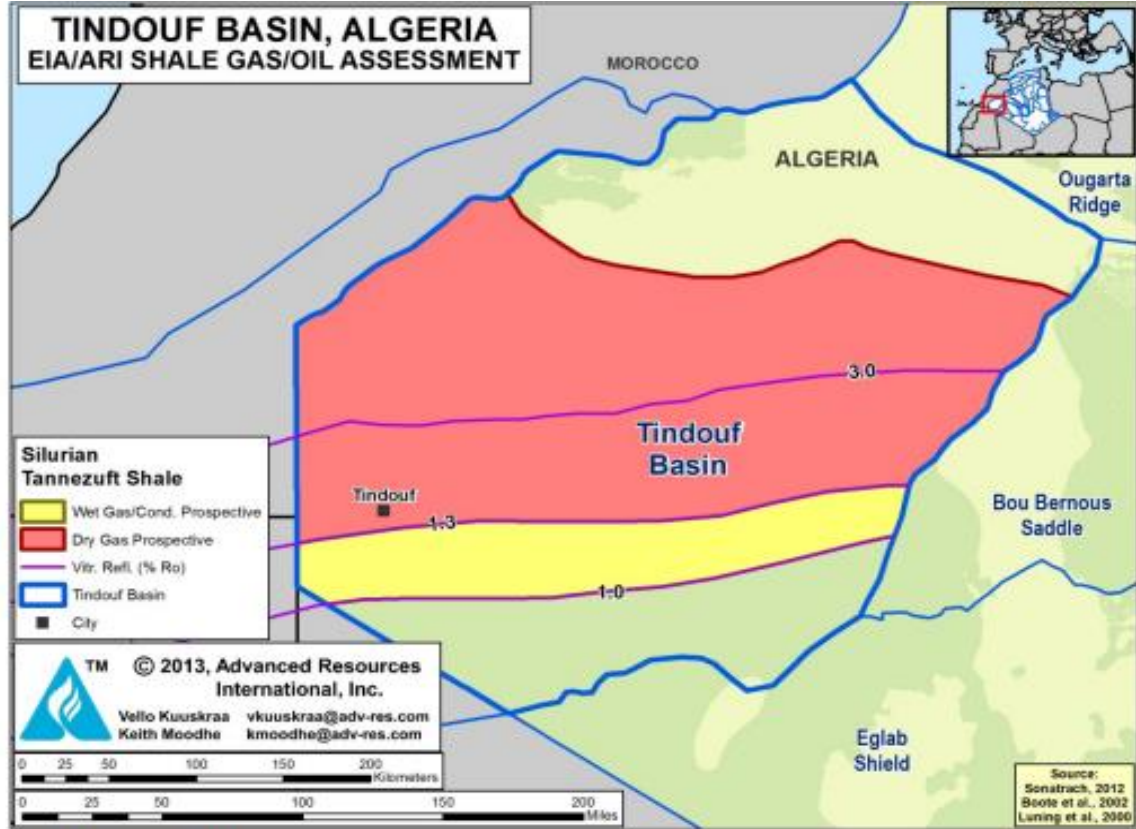 TINDOUF BASIN, ALGERIA
EIA/ARI SHALE GAS/OIL ASSESSMENT
MOROCCO
ALGERIA
Ougarta
Ridge
3.0
Tindouf
Basin
Tindouf
1.3
1.0
Bou Bernous
Saddle
Eglab
Shield
Silurian
Tannezuft Shale
Wet Gas/Cond. Prospective
Dry Gas Prospective
Vitr. Refl. (% Ro)
Tindouf Basin
City
TM
© 2013, Advanced Resources
International, Inc.
Vello Kuuskraa vkuuskraa@adv-res.com
Keith Moodhe kmoodhe@adv-res.com
0 25 50 100 150 200
Kilometers
0 25 50 100 150 200
Miles
Source:
Sonatrach, 2012
Boote et al., 2002
Luning et al., 2000